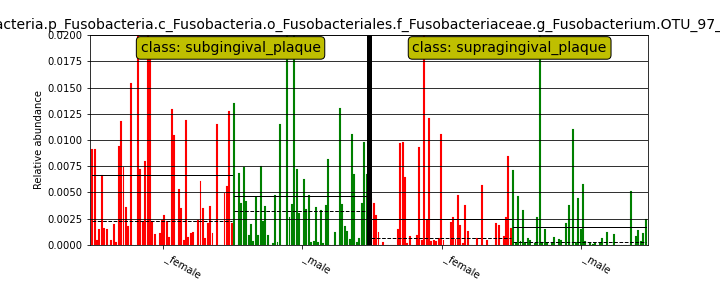 acteria.p_Fusobacteria.c_Fusobacteria.o_Fusobacteriales.f_Fusobacteriaceae.g_Fusobacterium.OTU_97_
class: subgingival_plaque
class: supragingival_plaque
Relative abundance
0.0200
0.0175
0.0150
0.0125
0.0100
0.0075
0.0050
0.0025
0.0000
_female
_male
_female
_male